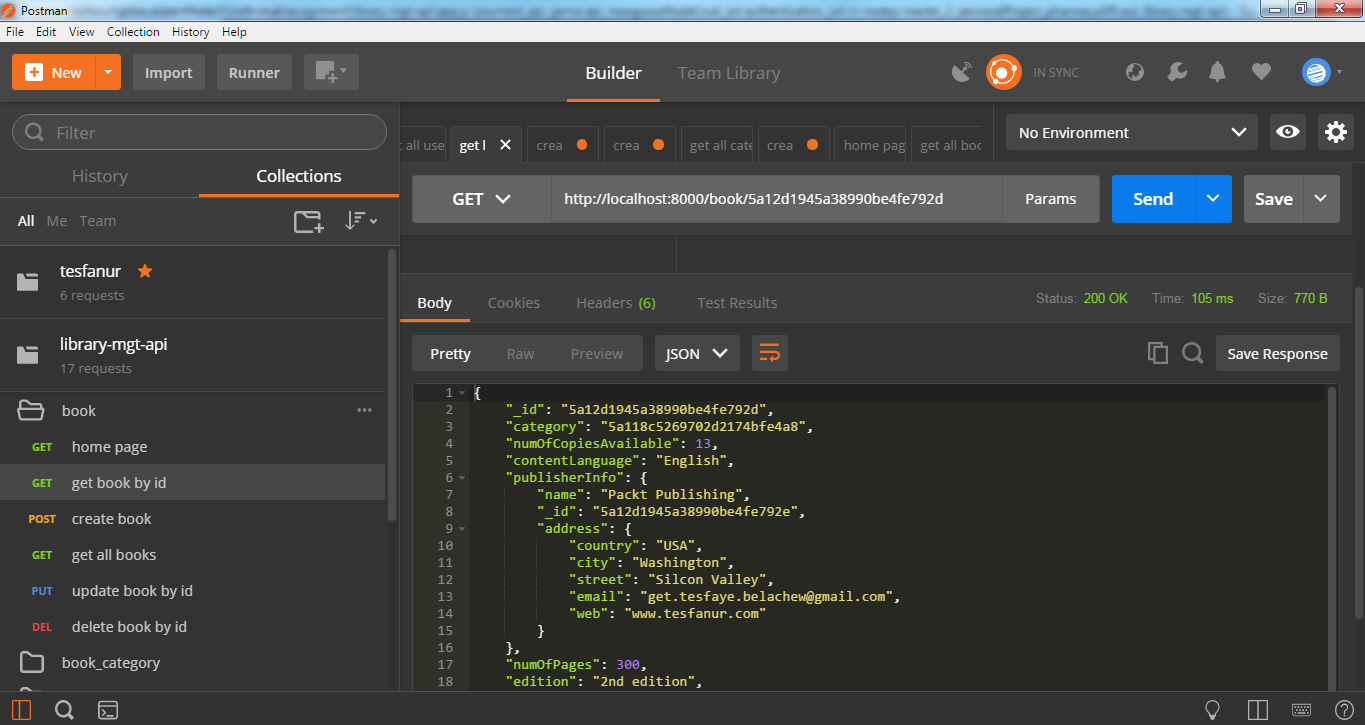 Postman
File Edit View Collection History Help
New Import Runner Builder Team Library IN SYNC
Filter
History Collections
All Me Team
tesfanur
6 requests
library-mgt-api
17 requests
book
GET home page
GET get book by id
POST create book
GET get all books
PUT update book by id
DEL delete book by id
book_category
t all use get l crea crea get all cate crea home pag get all boo No Environment
GET http://localhost:8000/book/5a12d1945a38990be4fe792d Params Send Save
Body Cookies Headers (6) Test Results Status: 200 OK Time: 105 ms Size: 770 B
Pretty Raw Preview JSON Save Response
1 {
2 "_id": "5a12d1945a38990be4fe792d",
3 "category": "5a118c5269702d2174bfe4a8",
4 "numOfCopiesAvailable": 13,
5 "contentLanguage": "English",
6 "publisherInfo": {
7 "name": "Packt Publishing",
8 "_id": "5a12d1945a38990be4fe792e",
9 "address": {
10 "country": "USA",
11 "city": "Washington",
12 "street": "Silcon Valley",
13 "email": "get.tesfaye.belachew@gmail.com",
14 "web": "www.tesfanur.com"
15 }
16 },
17 "numOfPages": 300,
18 "edition": "2nd edition",